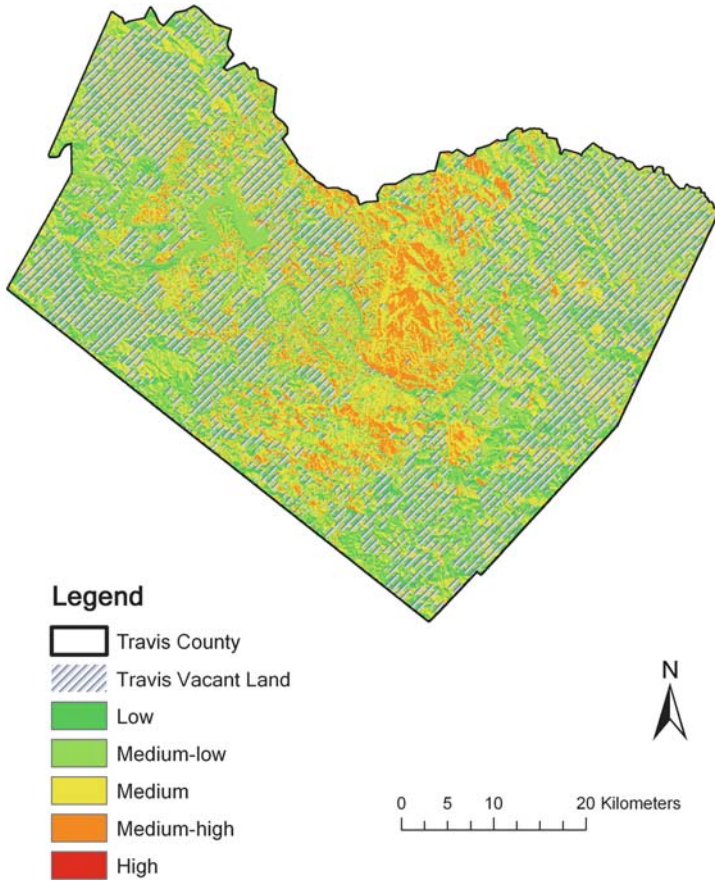 Legend
Travis County
Travis Vacant Land
Low
Medium-low
Medium
Medium-high
High
N
0 5 10 20 Kilometers